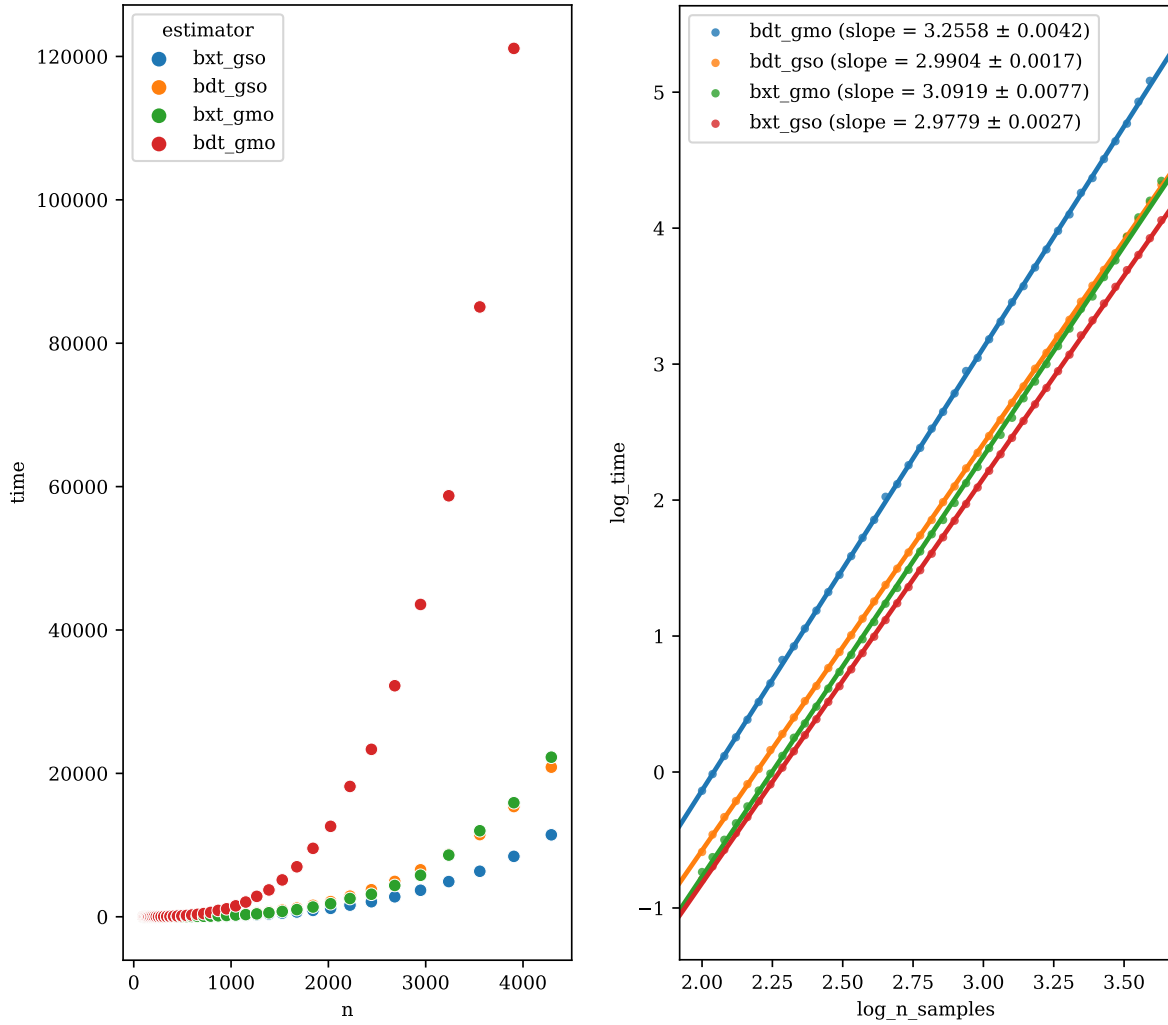 estimator
bxt_gso
bdt_gso
bxt_gmo
bdt_gmo
120000
100000
80000
60000
40000
20000
0
time
0
1000
2000
3000
4000
n
bdt_gmo (slope = 3.2558 ± 0.0042)
bdt_gso (slope = 2.9904 ± 0.0017)
bxt_gmo (slope = 3.0919 ± 0.0077)
bxt_gso (slope = 2.9779 ± 0.0027)
5
4
3
2
1
0
−1
log_time
2.00
2.25
2.50
2.75
3.00
3.25
3.50
log_n_samples